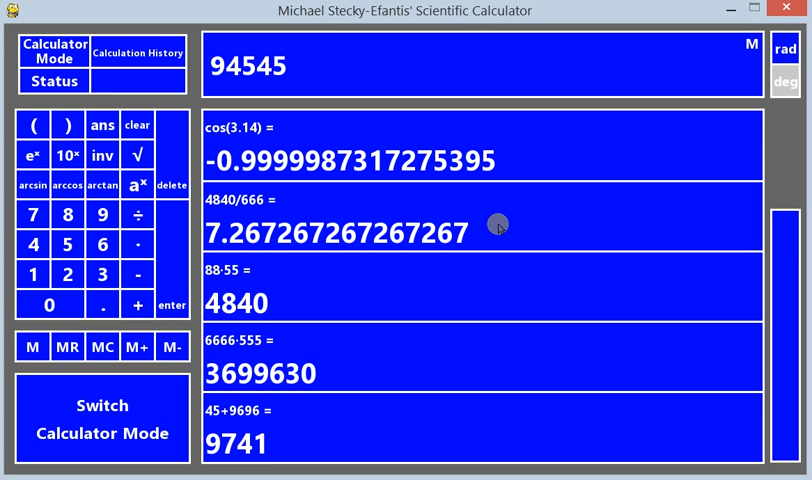 Michael Stecky-Efantis' Scientific Calculator
Calculator
Mode
Calculation History
Status
M
94545
rad
deg
( ) ans clear
eˣ 10ˣ inv √
arcsin arccos arctan aˣ delete
7 8 9 ÷
4 5 6 ·
1 2 3 -
0 . + enter
M MR MC M+ M-
Switch
Calculator Mode
cos(3.14) =
-0.9999987317275395
4840/666 =
7.267267267267267
88·55 =
4840
6666·555 =
3699630
45+9696 =
9741